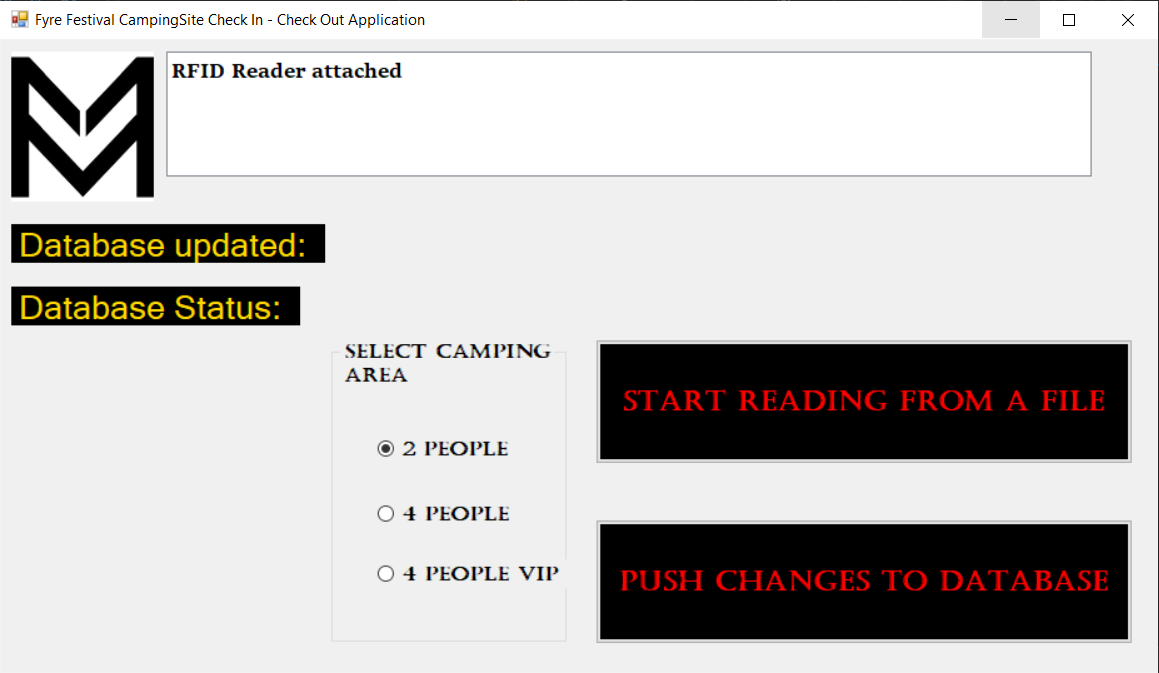 Fyre Festival CampingSite Check In - Check Out Application
RFID Reader attached
Database updated:
Database Status:
SELECT CAMPING
AREA
2 PEOPLE
4 PEOPLE
4 PEOPLE VIP
START READING FROM A FILE
PUSH CHANGES TO DATABASE